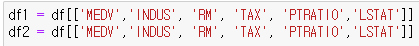 df1 = df[['MEDV','INDUS', 'RM', 'TAX', 'PTRATIO','LSTAT']]
df2 = df[['MEDV','INDUS', 'RM', 'TAX', 'PTRATIO','LSTAT']]